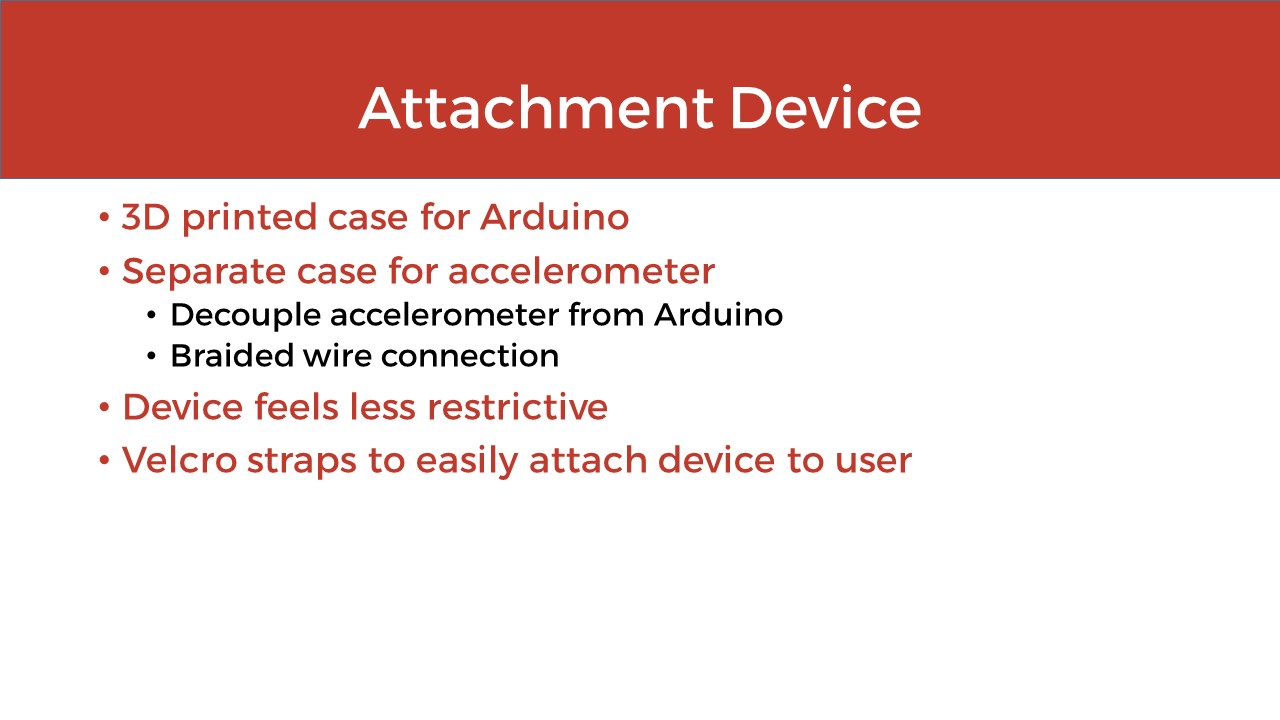 Attachment Device
• 3D printed case for Arduino
• Separate case for accelerometer
• Decouple accelerometer from Arduino
• Braided wire connection
• Device feels less restrictive
• Velcro straps to easily attach device to user